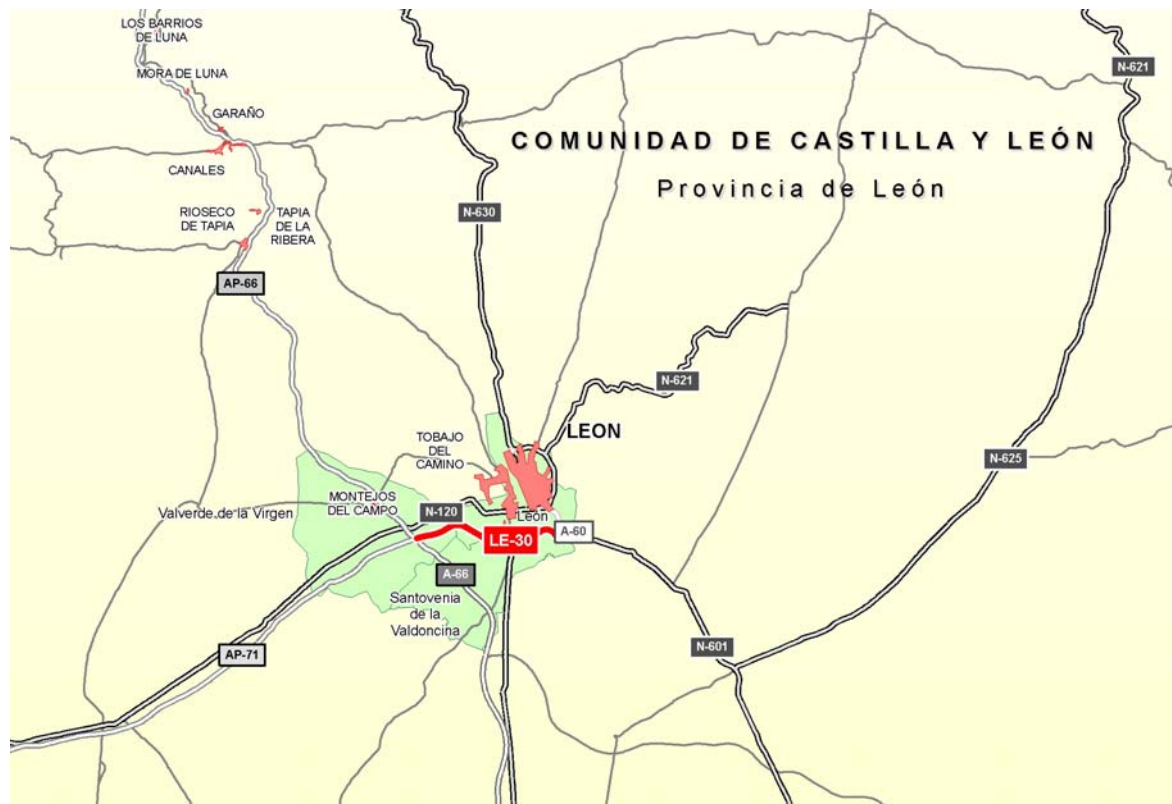 LOS BARRIOS
DE LUNA
N-621
MORA DE LUNA
GARAÑO
COMUNIDAD DE CASTILLA Y LEÓN
CANALES
Provincia de León
RIOSECO
DE TAPIA
TAPIA
DE LA
RIBERA
N-630
AP-66
N-621
LEON
TOBAJO
DEL
CAMINO
N-625
MONTEJOS
DEL CAMPO
Valverde de la Virgen
N-120
León
LE-30
A-60
A-66
Santovenia
de la
Valdoncina
N-601
AP-71